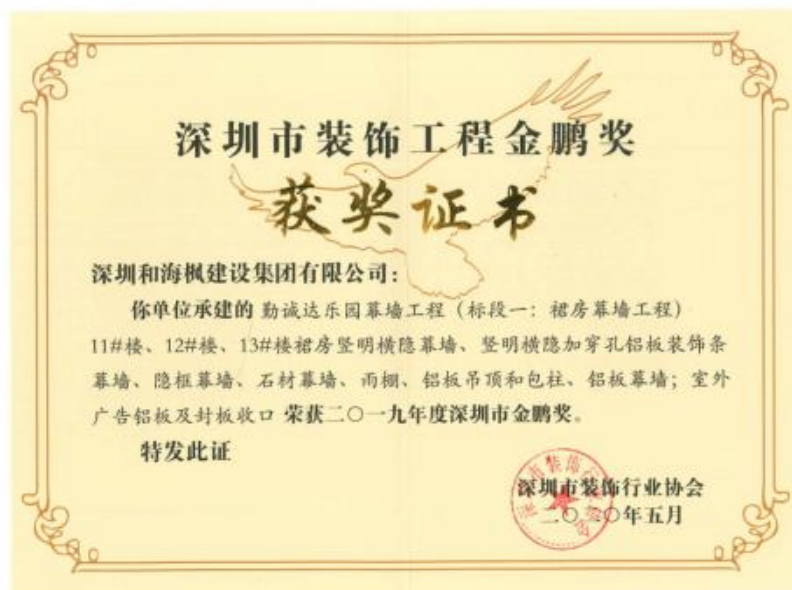 深圳市装饰工程金鹏奖
获奖证书
深圳和海枫建设集团有限公司：
你单位承建的 勤诚达乐园幕墙工程（标段一：裙房幕墙工程）
11#楼、12#楼、13#楼裙房竖明横隐幕墙、竖明横隐加穿孔铝板装饰条
幕墙、隐框幕墙、石材幕墙、雨棚、铝板吊顶和包柱、铝板幕墙；室外
广告铝板及封板收口 荣获二〇一九年度深圳市金鹏奖。
特发此证
深圳市装饰行业协会
二〇二〇年五月